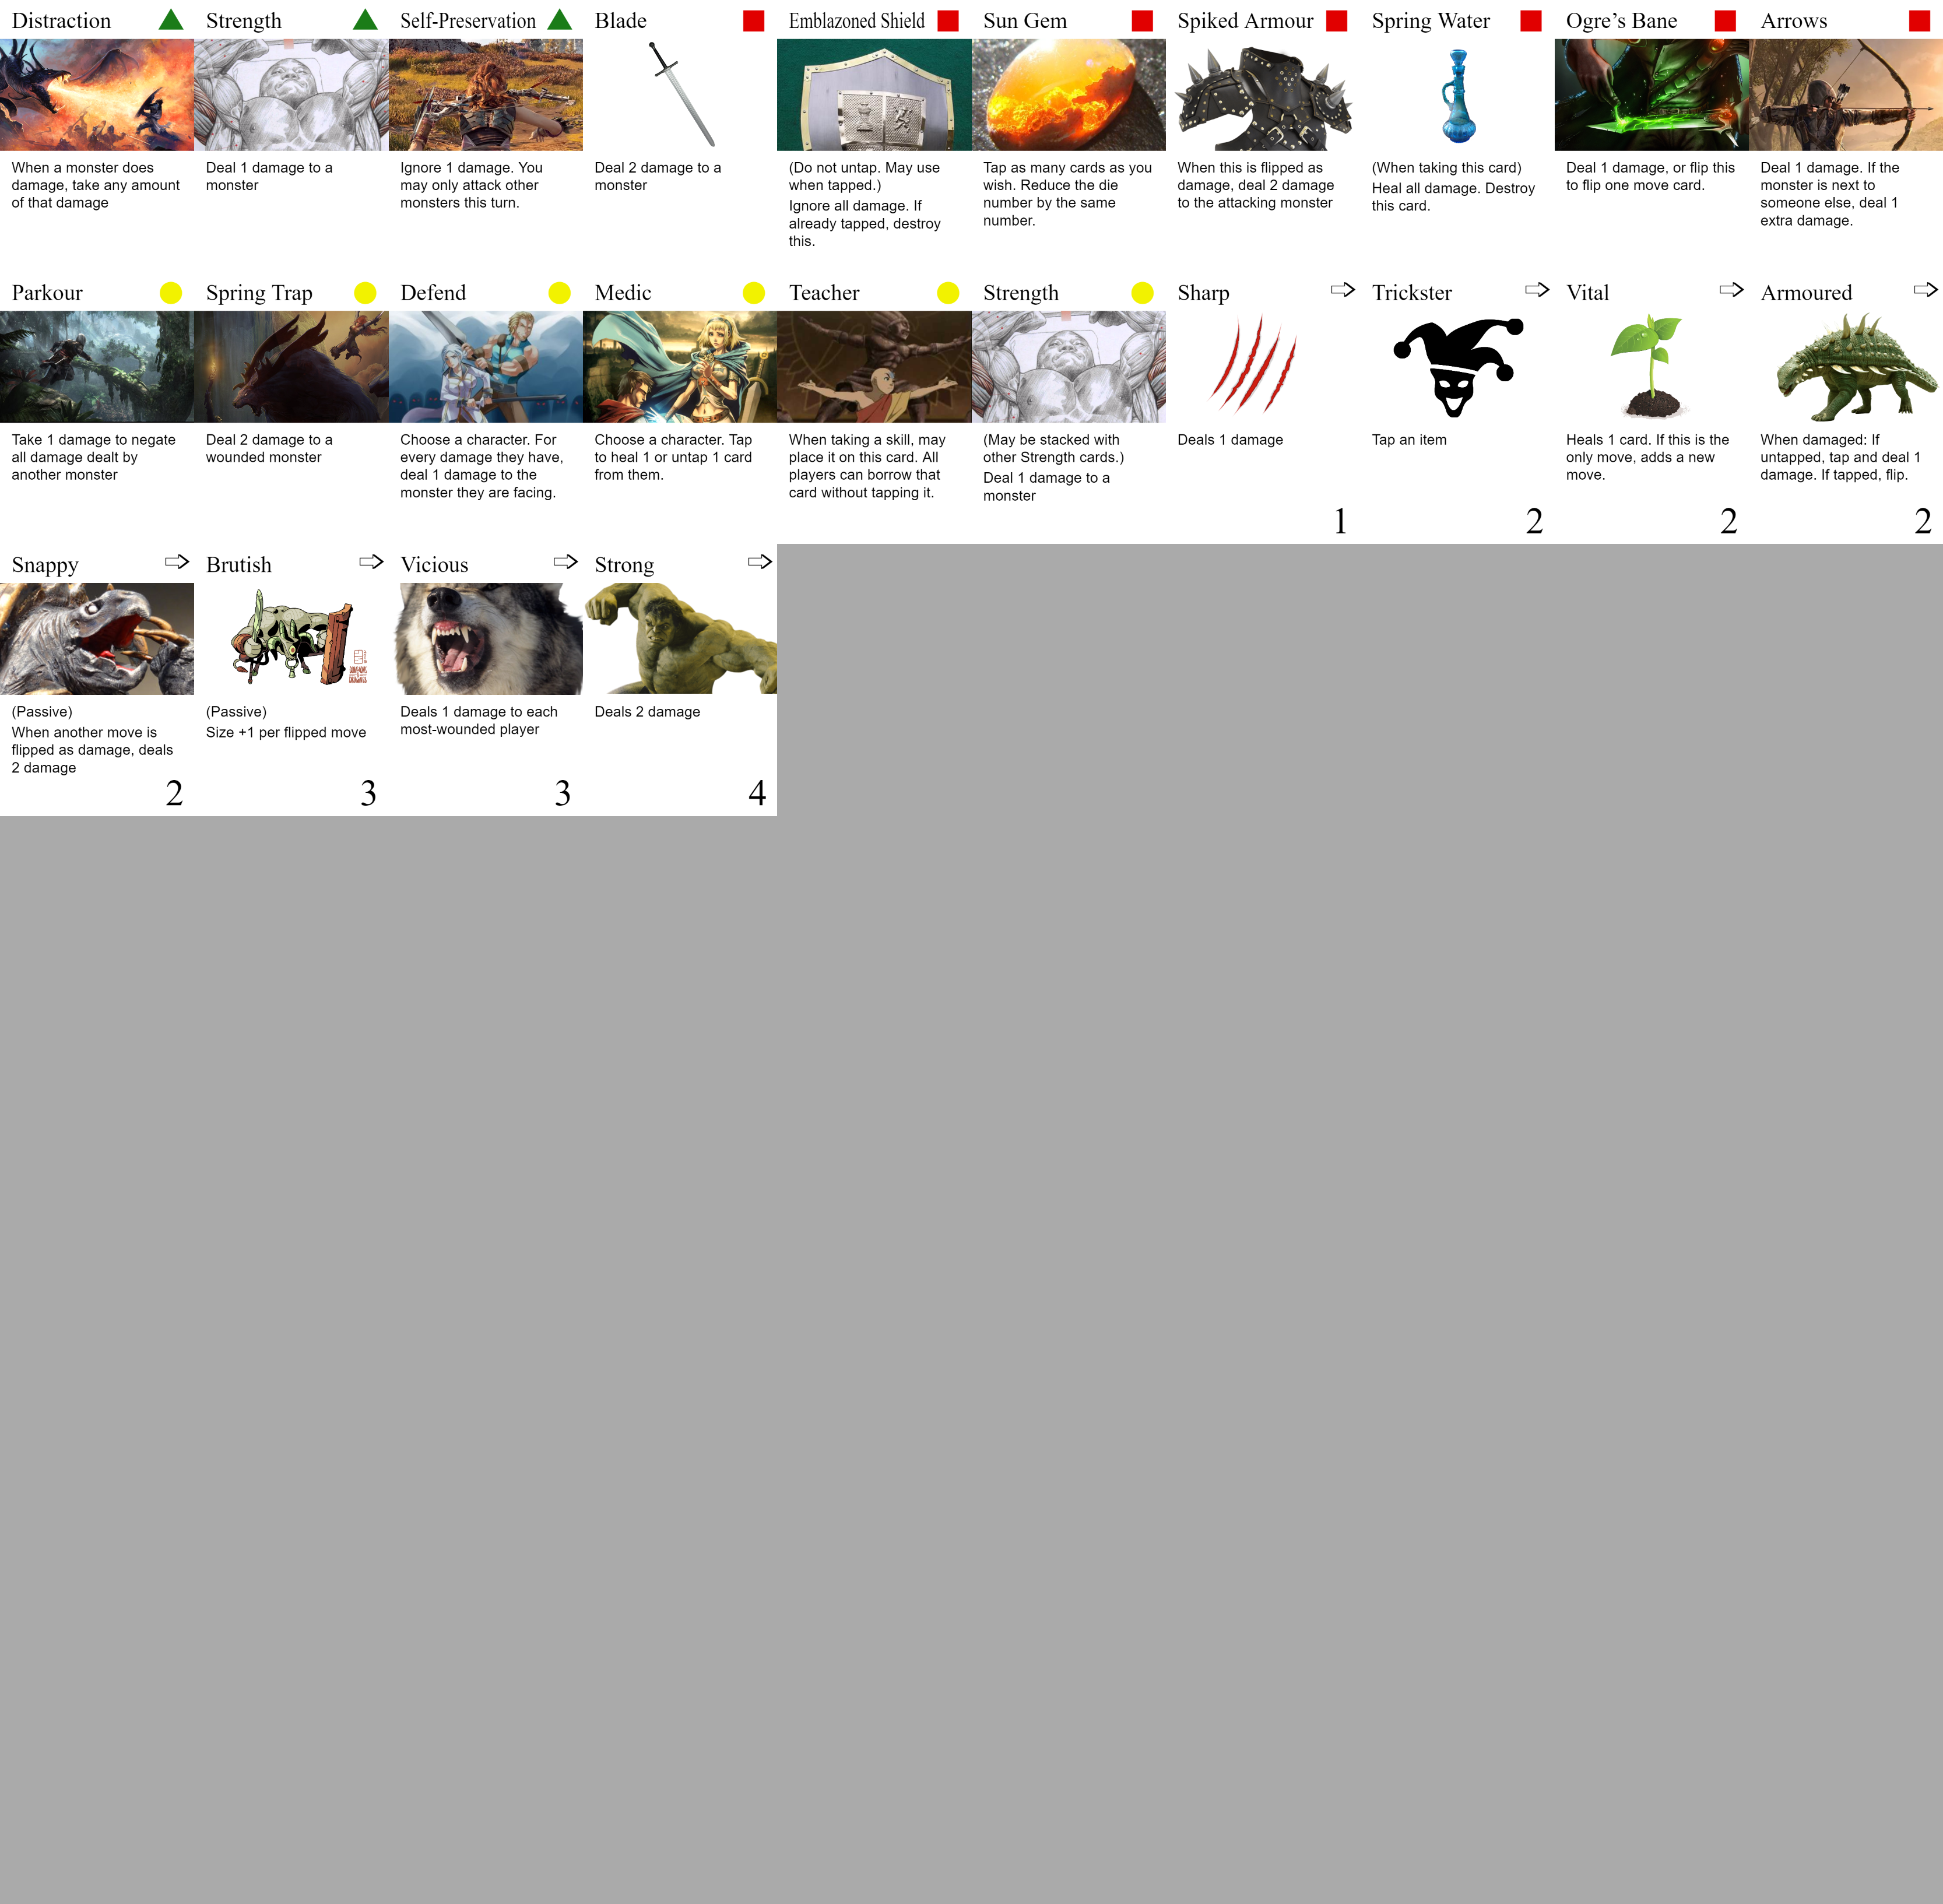 Distraction
When a monster does
damage, take any amount
of that damage
Strength
Deal 1 damage to a
monster
Self-Preservation
Ignore 1 damage. You
may only attack other
monsters this turn.
Blade
Deal 2 damage to a
monster
Emblazoned Shield
(Do not untap. May use
when tapped.)
Ignore all damage. If
already tapped, destroy
this.
Sun Gem
Tap as many cards as you
wish. Reduce the die
number by the same
number.
Spiked Armour
When this is flipped as
damage, deal 2 damage
to the attacking monster
Spring Water
(When taking this card)
Heal all damage. Destroy
this card.
Ogre’s Bane
Deal 1 damage, or flip this
to flip one move card.
Arrows
Deal 1 damage. If the
monster is next to
someone else, deal 1
extra damage.
Parkour
Take 1 damage to negate
all damage dealt by
another monster
Spring Trap
Deal 2 damage to a
wounded monster
Defend
Choose a character. For
every damage they have,
deal 1 damage to the
monster they are facing.
Medic
Choose a character. Tap
to heal 1 or untap 1 card
from them.
Teacher
When taking a skill, may
place it on this card. All
players can borrow that
card without tapping it.
Strength
(May be stacked with
other Strength cards.)
Deal 1 damage to a
monster
Sharp
Deals 1 damage
1
Trickster
Tap an item
2
Vital
Heals 1 card. If this is the
only move, adds a new
move.
2
Armoured
When damaged: If
untapped, tap and deal 1
damage. If tapped, flip.
2
Snappy
(Passive)
When another move is
flipped as damage, deals
2 damage
2
Brutish
(Passive)
Size +1 per flipped move
3
Vicious
Deals 1 damage to each
most-wounded player
3
Strong
Deals 2 damage
4